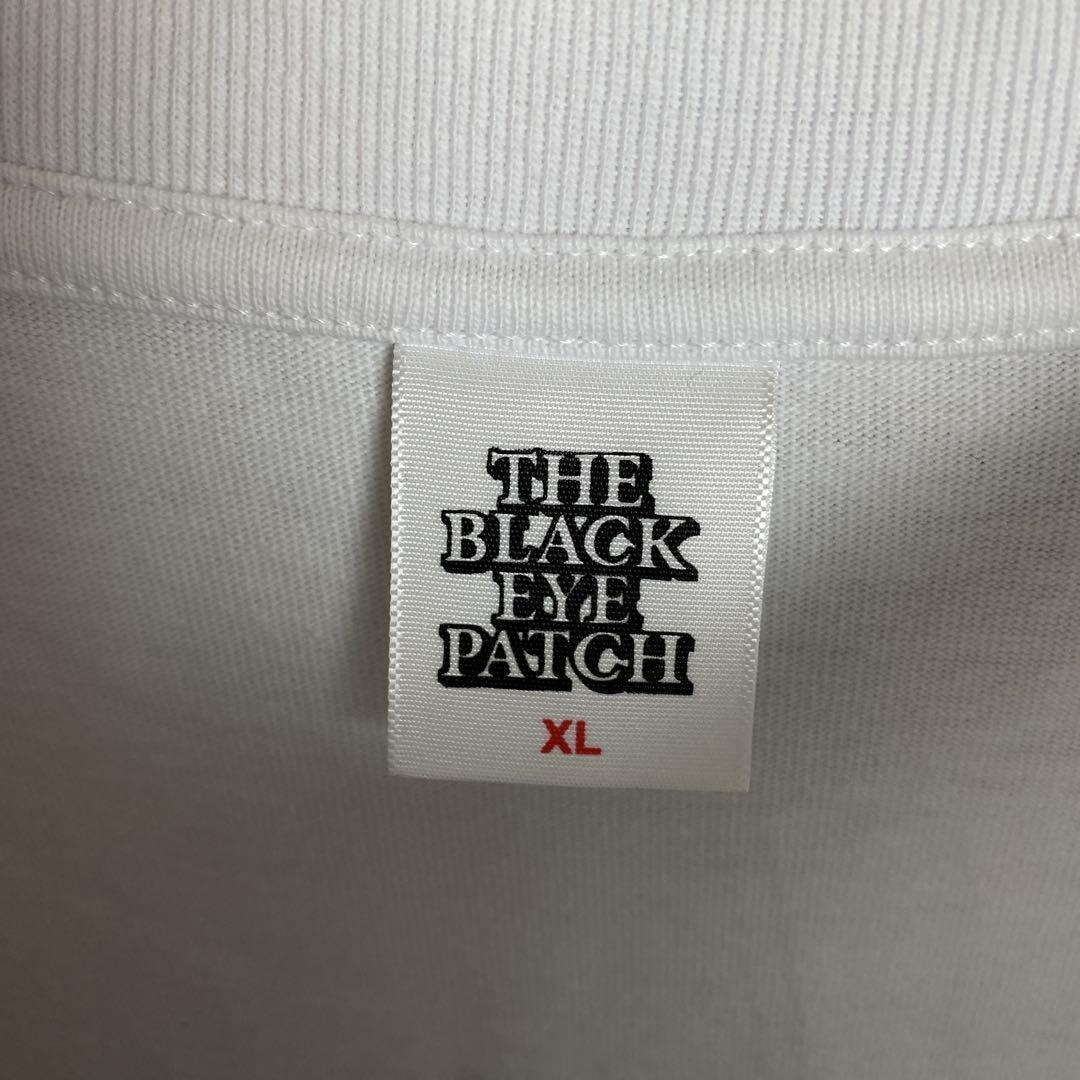 THE
BLACK
EYE
PATCH
XL